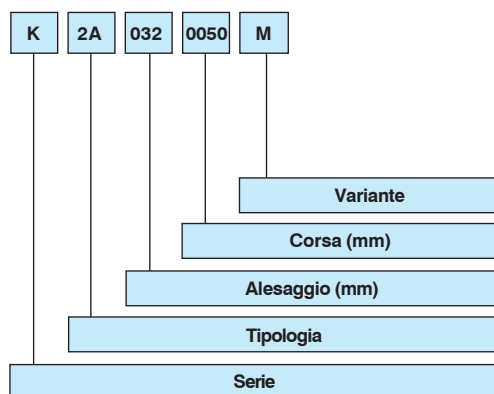 K 2A 032 0050 M
Variante
Corsa (mm)
Alesaggio (mm)
Tipologia
Serie